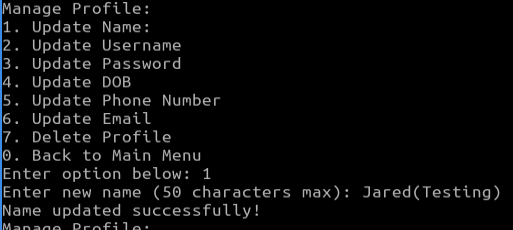 Manage Profile:
1. Update Name:
2. Update Username
3. Update Password
4. Update DOB
5. Update Phone Number
6. Update Email
7. Delete Profile
0. Back to Main Menu
Enter option below: 1
Enter new name (50 characters max): Jared(Testing)
Name updated successfully!
Manage Profile: